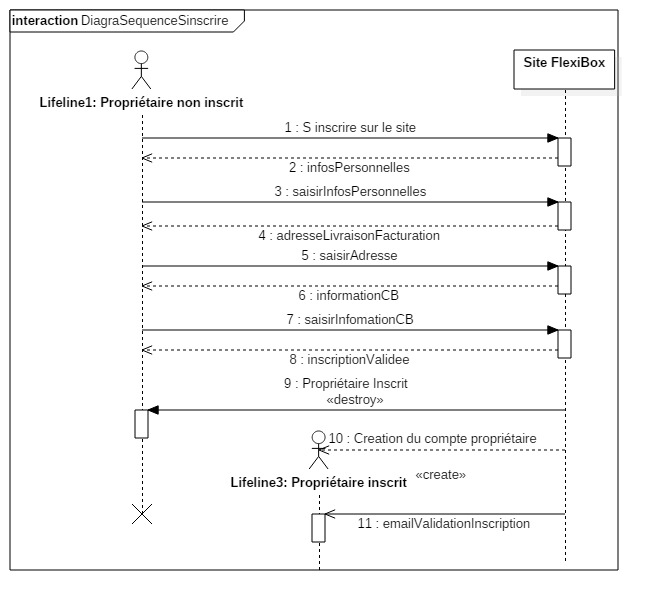 interaction DiagraSequenceSinscrire
Site FlexiBox
Lifeline1: Propriétaire non inscrit
1 : S inscrire sur le site
2 : infosPersonnelles
3 : saisirInfosPersonnelles
4 : adresseLivraisonFacturation
5 : saisirAdresse
6 : informationCB
7 : saisirInfomationCB
8 : inscriptionValidee
9 : Propriétaire Inscrit
«destroy»
10 : Creation du compte propriétaire
«create»
Lifeline3: Propriétaire inscrit
11 : emailValidationInscription